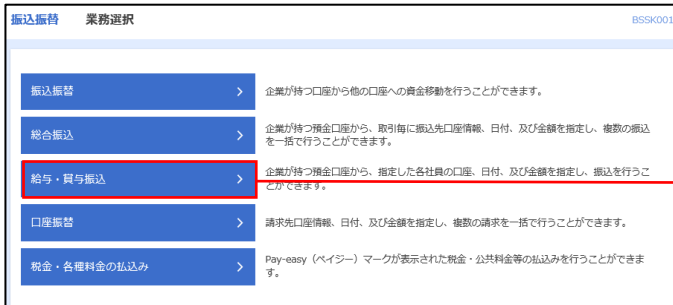 振込振替 業務選択 BSSK001
振込振替
企業が持つ口座から他の口座への資金移動を行うことができます。
総合振込
企業が持つ預金口座から、取引毎に振込先口座情報、日付、及び金額を指定し、複数の振込
を一括で行うことができます。
給与・賞与振込
企業が持つ預金口座から、指定した各社員の口座、日付、及び金額を指定し、振込を行うこ
とができます。
口座振替
請求先口座情報、日付、及び金額を指定し、複数の請求を一括で行うことができます。
税金・各種料金の払込み
Pay-easy（ペイジー）マークが表示された税金・公共料金等の払込みを行うことができま
す。